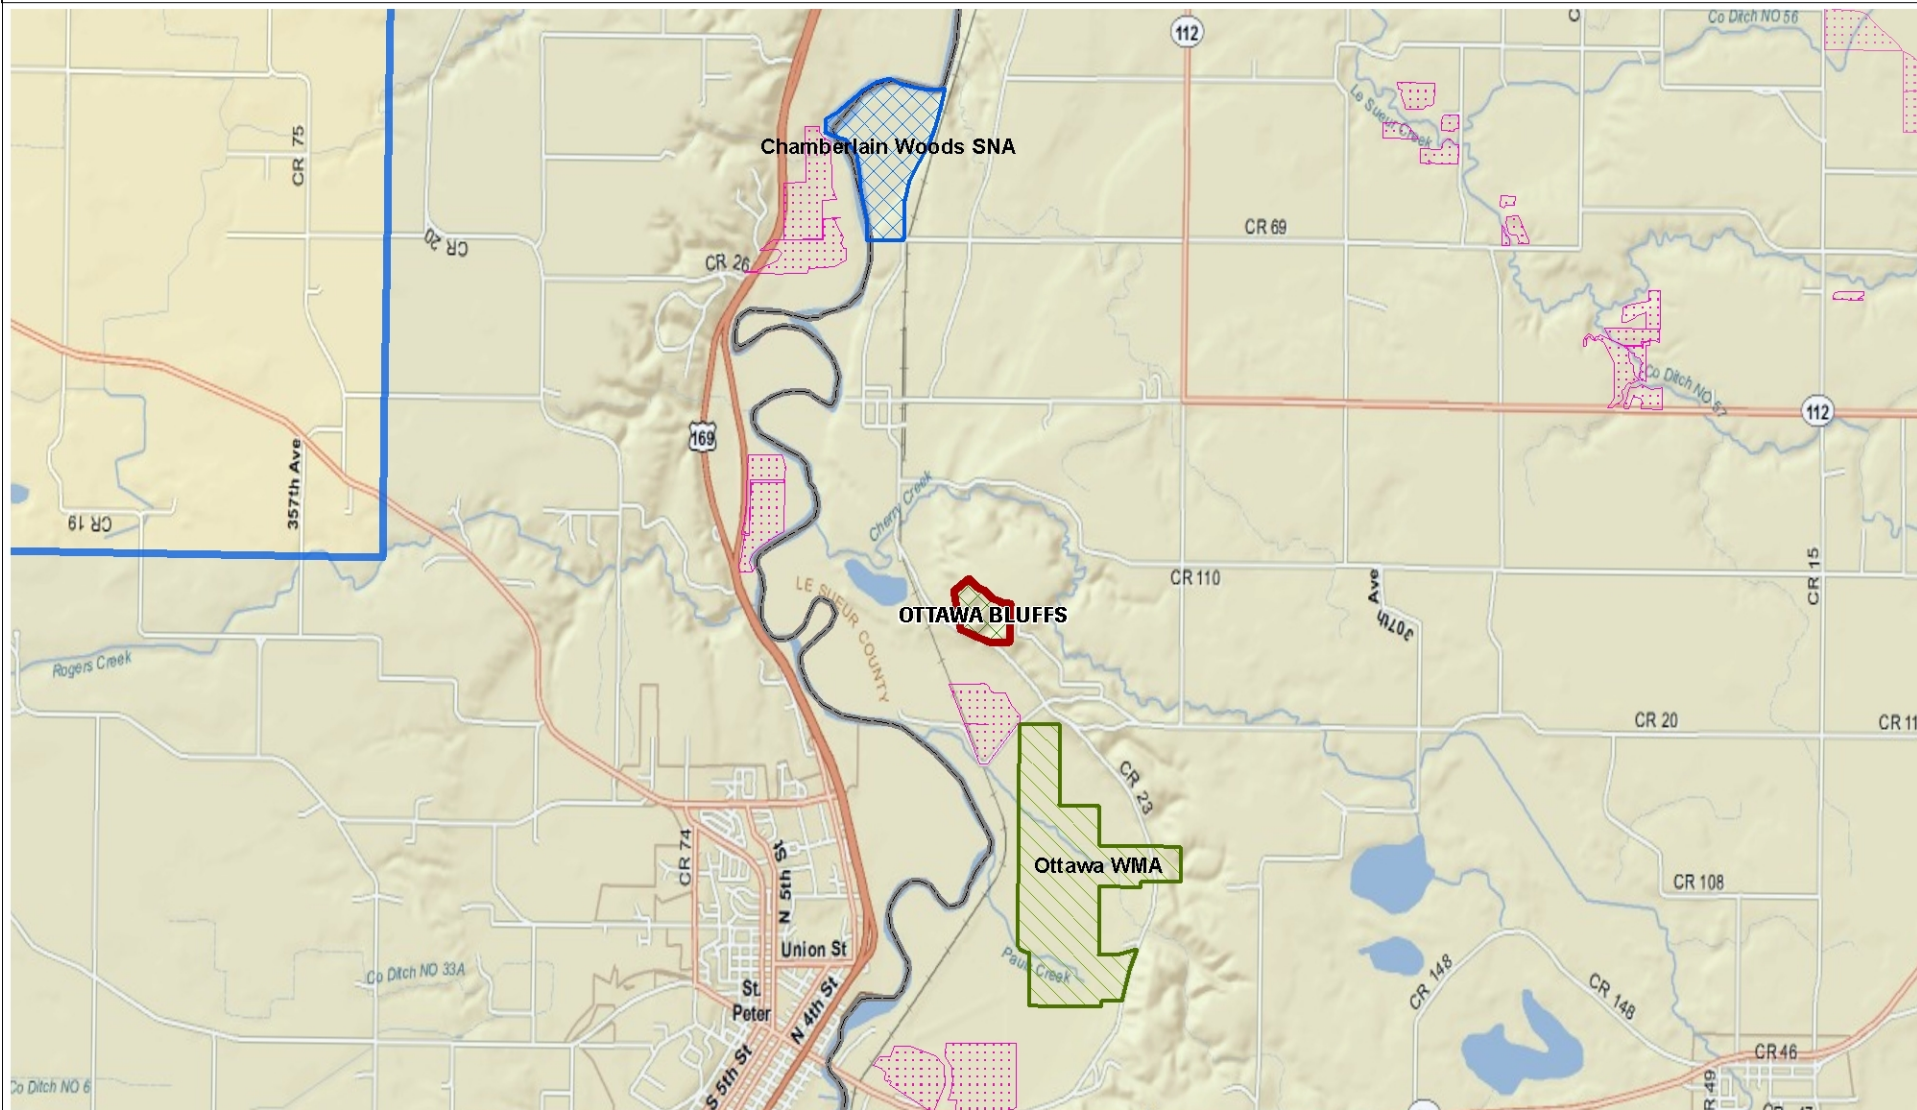 Co Ditch NO 56
112
CR 75
Le Sueur Creek
Chamberlain Woods SNA
CR 20
CR 69
CR 26
Co Ditch NO 57
112
169
357th Ave
CR 19
Cherry Creek
CR 110
CR 15
307th
Ave
LE SUEUR COUNTY
OTTAWA BLUFFS
Rogers Creek
CR 20
CR 11
CR 23
CR 74
N 5th St
Ottawa WMA
CR 108
Union St
Co Ditch NO 33A
Pauls Creek
CR 148
CR 148
St.
Peter
N 4th St
S 5th St
CR 46
Co Ditch NO 6
R 49